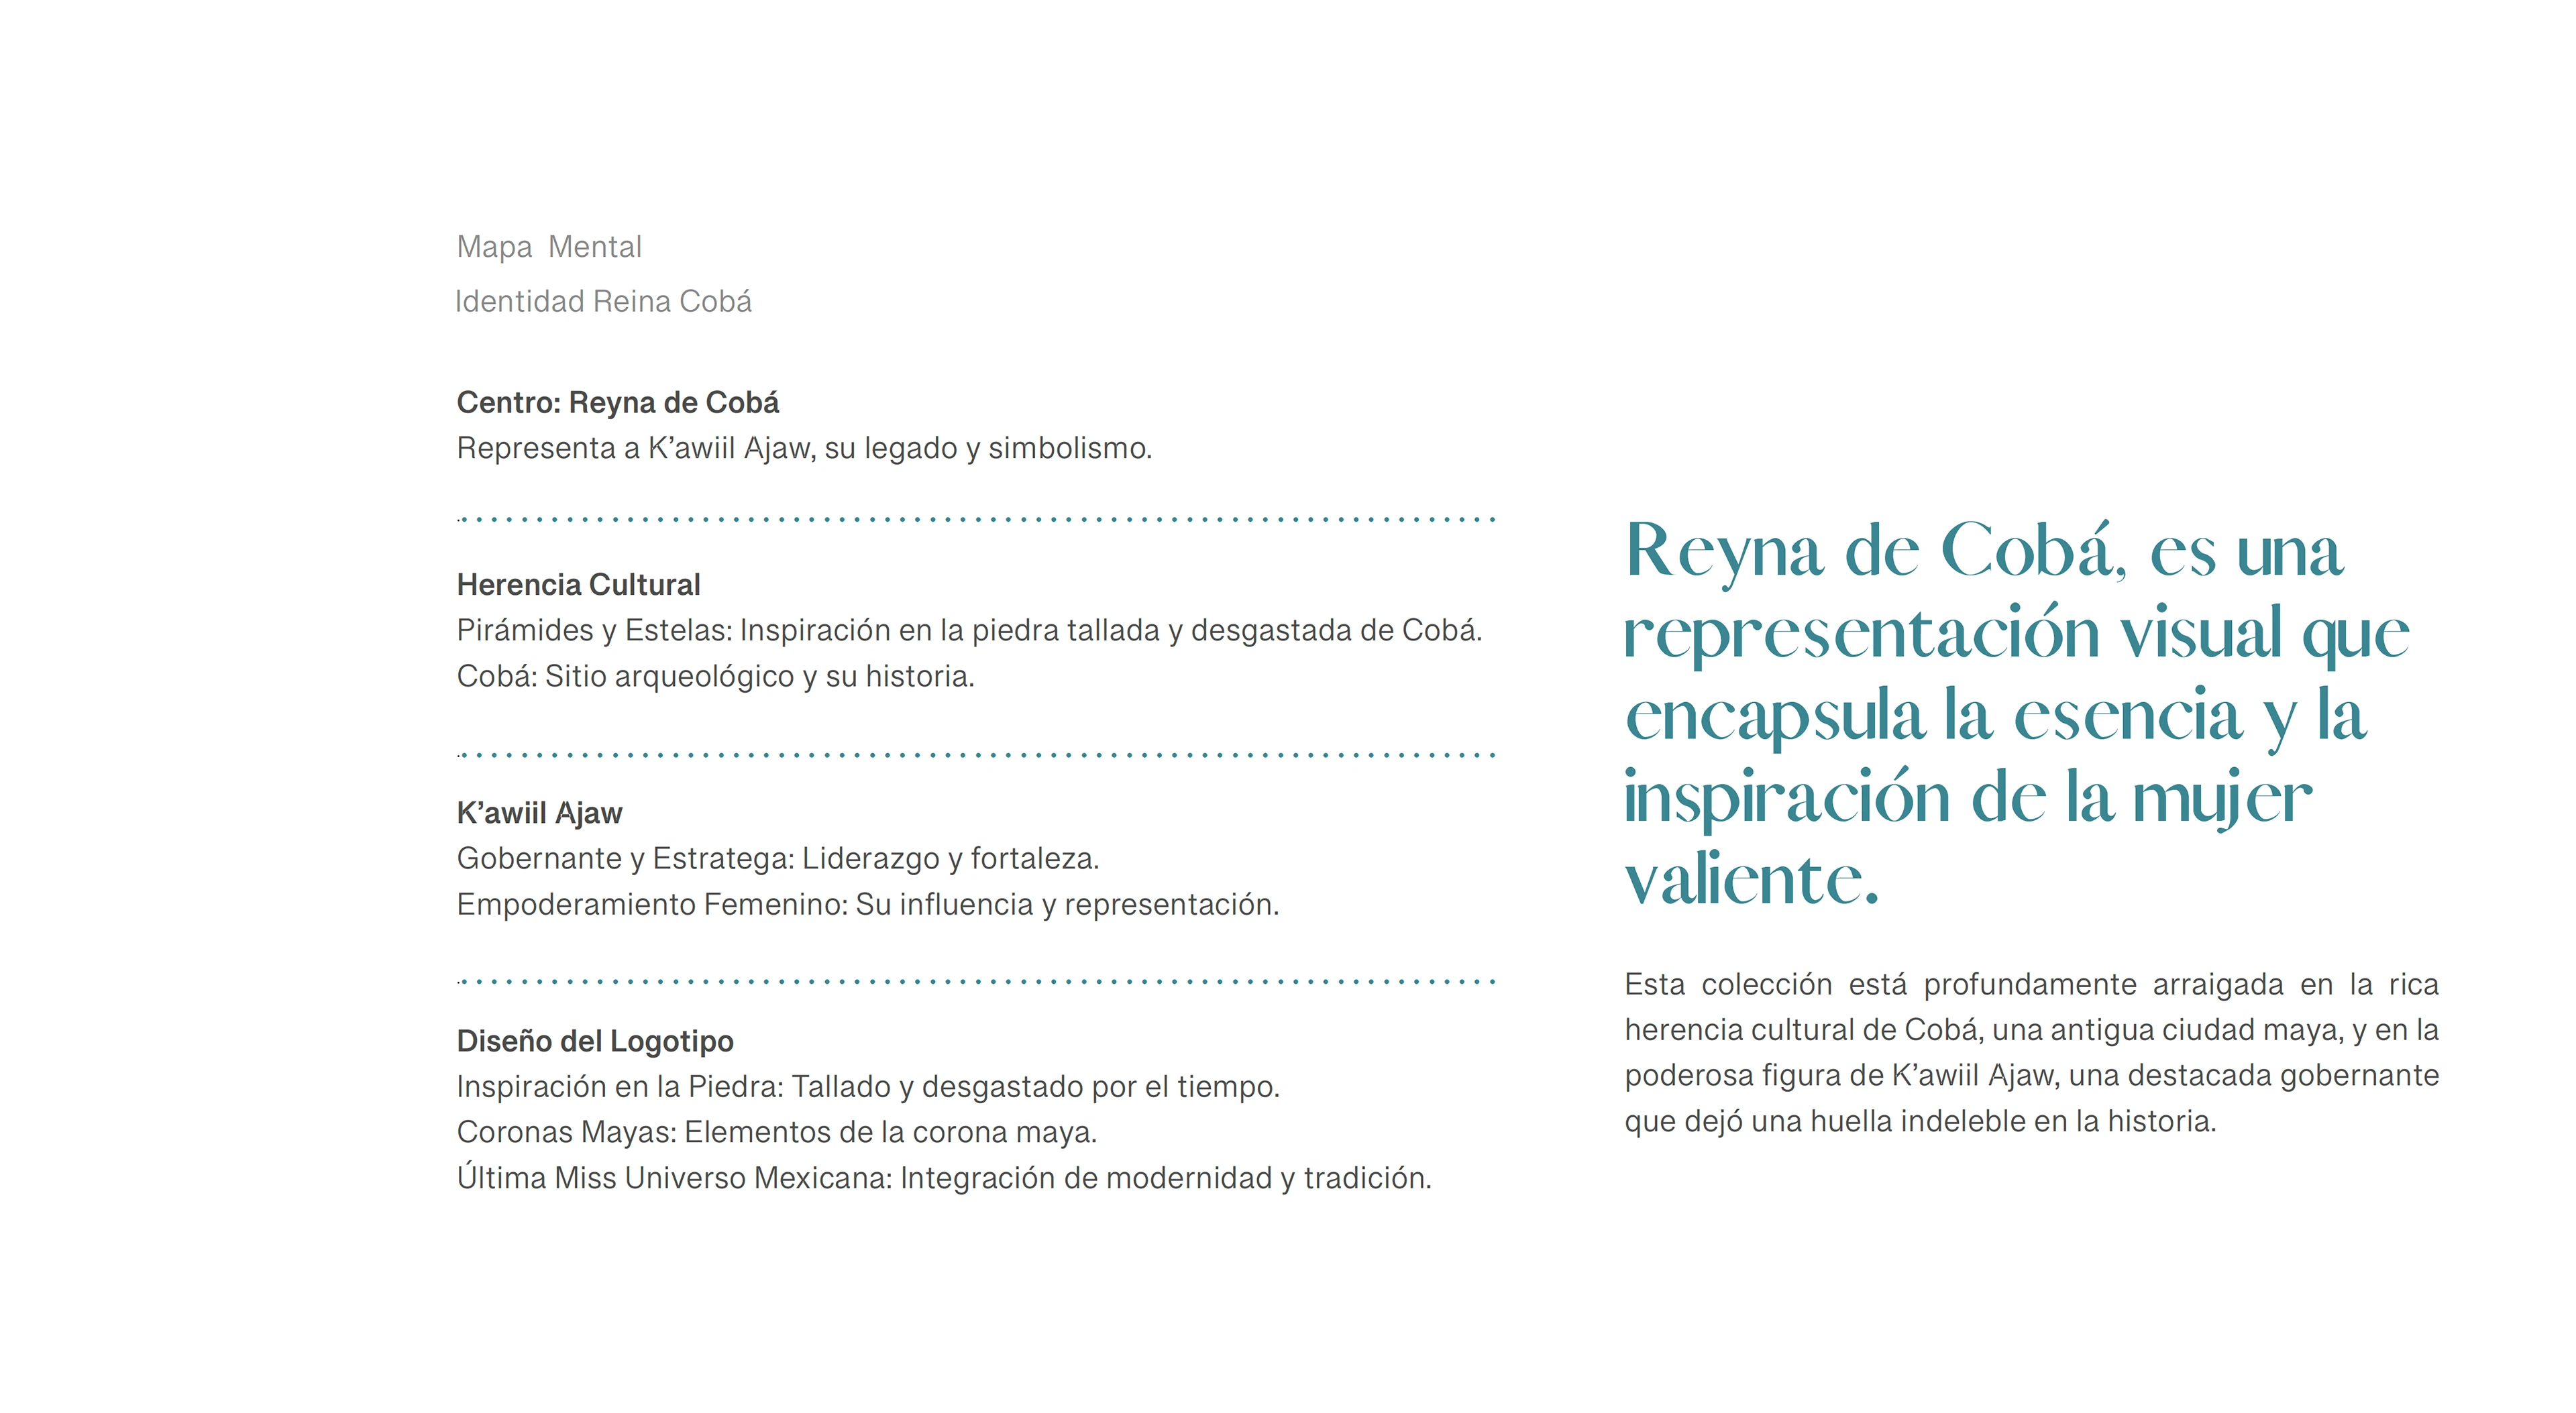 Mapa  Mental
Identidad Reina Cobá
Centro: Reyna de Cobá
Representa a K’awiil Ajaw, su legado y simbolismo.
Herencia Cultural
Pirámides y Estelas: Inspiración en la piedra tallada y desgastada de Cobá.
Cobá: Sitio arqueológico y su historia.
K’awiil Ajaw
Gobernante y Estratega: Liderazgo y fortaleza.
Empoderamiento Femenino: Su influencia y representación.
Diseño del Logotipo
Inspiración en la Piedra: Tallado y desgastado por el tiempo.
Coronas Mayas: Elementos de la corona maya.
Última Miss Universo Mexicana: Integración de modernidad y tradición.
Reyna de Cobá, es una
representación visual que
encapsula la esencia y la
inspiración de la mujer
valiente.
Esta colección está profundamente arraigada en la rica
herencia cultural de Cobá, una antigua ciudad maya, y en la
poderosa figura de K’awiil Ajaw, una destacada gobernante
que dejó una huella indeleble en la historia.